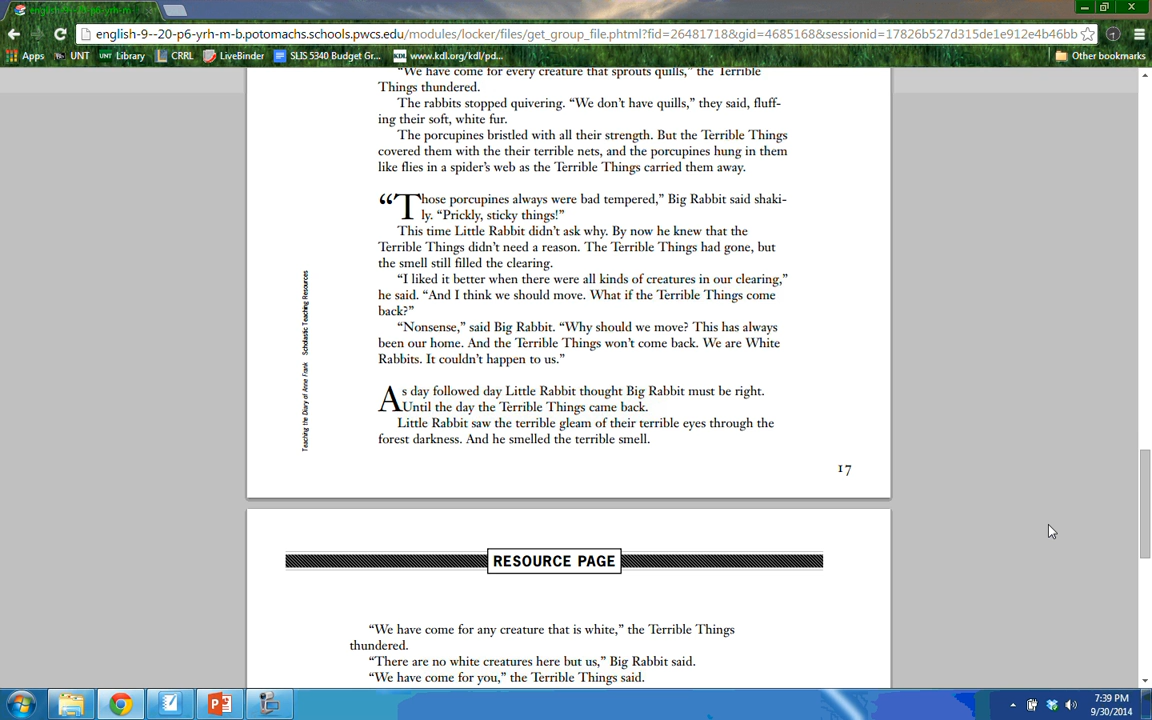 english-9--20-p6-yrh-m-
english-9--20-p6-yrh-m-b.potomachs.schools.pwcs.edu/modules/locker/files/get_group_file.phtml?fid=26481718&gid=4685168&sessionid=17826b527d315de1e912e4b46bb
Apps UNT Library CRRL LiveBinder SLIS 5340 Budget Gr... www.kdl.org/kdl/pd... Other bookmarks
“We have come for every creature that sprouts quills,” the Terrible
Things thundered.
The rabbits stopped quivering. “We don’t have quills,” they said, fluff-
ing their soft, white fur.
The porcupines bristled with all their strength. But the Terrible Things
covered them with the their terrible nets, and the porcupines hung in them
like flies in a spider’s web as the Terrible Things carried them away.
“Those porcupines always were bad tempered,” Big Rabbit said shaki-
ly. “Prickly, sticky things!”
This time Little Rabbit didn’t ask why. By now he knew that the
Terrible Things didn’t need a reason. The Terrible Things had gone, but
the smell still filled the clearing.
“I liked it better when there were all kinds of creatures in our clearing,”
he said. “And I think we should move. What if the Terrible Things come
back?”
“Nonsense,” said Big Rabbit. “Why should we move? This has always
been our home. And the Terrible Things won’t come back. We are White
Rabbits. It couldn’t happen to us.”
As day followed day Little Rabbit thought Big Rabbit must be right.
Until the day the Terrible Things came back.
Little Rabbit saw the terrible gleam of their terrible eyes through the
forest darkness. And he smelled the terrible smell.
Teaching the Diary of Anne Frank Scholastic Teaching Resources
17
RESOURCE PAGE
“We have come for any creature that is white,” the Terrible Things
thundered.
“There are no white creatures here but us,” Big Rabbit said.
“We have come for you,” the Terrible Things said.
7:39 PM
9/30/2014